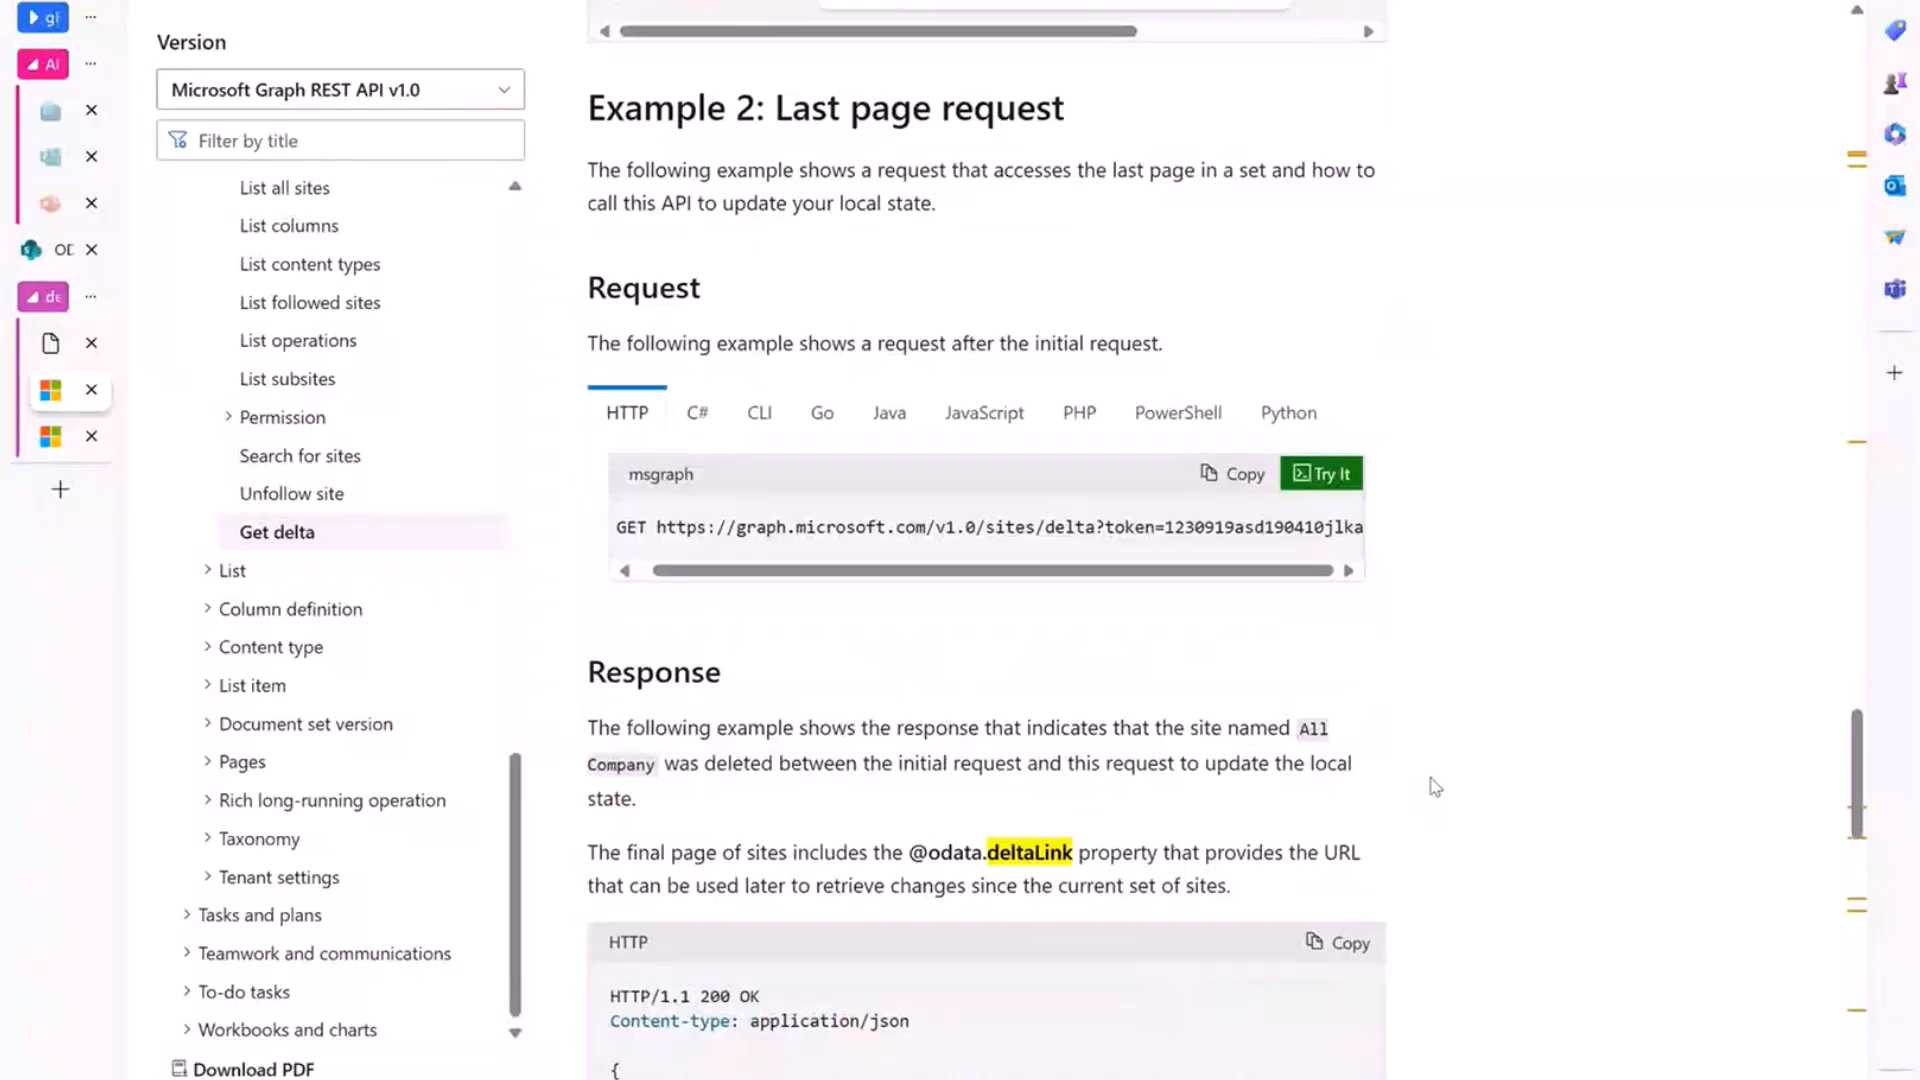 gr
AI
OD
de
Version
Microsoft Graph REST API v1.0
Filter by title
List all sites
List columns
List content types
List followed sites
List operations
List subsites
Permission
Search for sites
Unfollow site
Get delta
List
Column definition
Content type
List item
Document set version
Pages
Rich long-running operation
Taxonomy
Tenant settings
Tasks and plans
Teamwork and communications
To-do tasks
Workbooks and charts
Download PDF
Example 2: Last page request
The following example shows a request that accesses the last page in a set and how to
call this API to update your local state.
Request
The following example shows a request after the initial request.
HTTP C# CLI Go Java JavaScript PHP PowerShell Python
msgraph Copy Try It
GET https://graph.microsoft.com/v1.0/sites/delta?token=1230919asd190410jlka
Response
The following example shows the response that indicates that the site named All
Company was deleted between the initial request and this request to update the local
state.
The final page of sites includes the @odata.deltaLink property that provides the URL
that can be used later to retrieve changes since the current set of sites.
HTTP Copy
HTTP/1.1 200 OK
Content-type: application/json
{